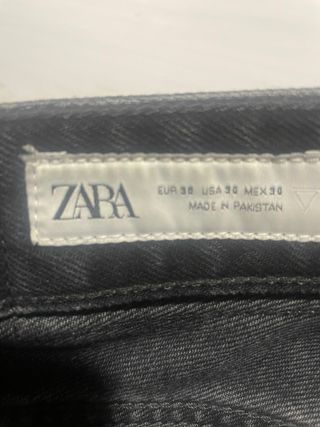 ZARA
EUR 38 USA 30 MEX 30
MADE IN PAKISTAN